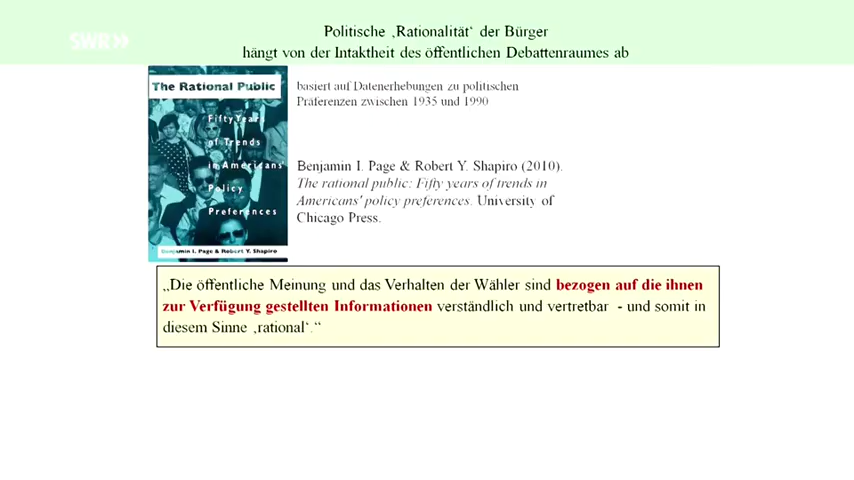 Politische ‚Rationalität‘ der Bürger
hängt von der Intaktheit des öffentlichen Debattenraumes ab
SWR»
The Rational Public
Fifty Years
of Trends
in Americans'
Policy
Preferences
Benjamin I. Page & Robert Y. Shapiro
basiert auf Datenerhebungen zu politischen
Präferenzen zwischen 1935 und 1990
Benjamin I. Page & Robert Y. Shapiro (2010).
The rational public: Fifty years of trends in
Americans' policy preferences. University of
Chicago Press.
„Die öffentliche Meinung und das Verhalten der Wähler sind bezogen auf die ihnen
zur Verfügung gestellten Informationen verständlich und vertretbar - und somit in
diesem Sinne ‚rational‘.“